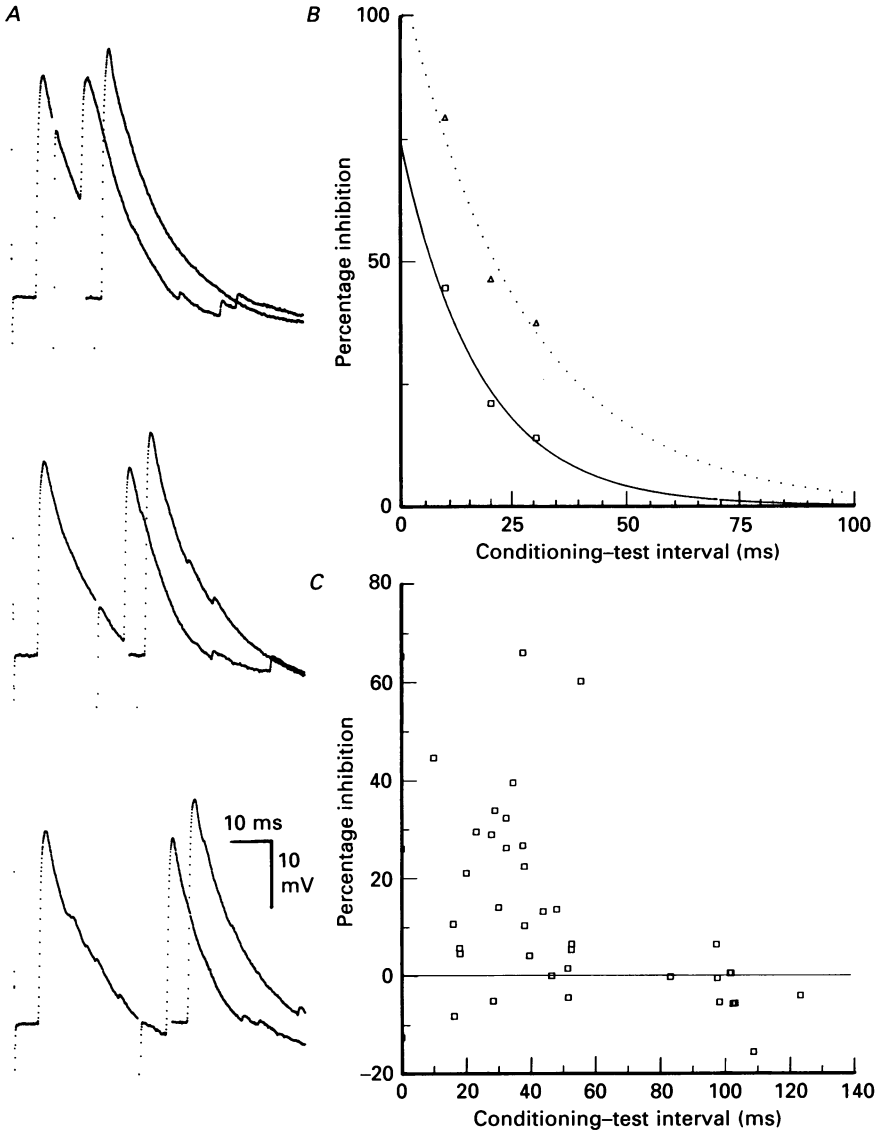 A
10 ms
10
mV
B
Percentage inhibition
100
50
0
0 25 50 75 100
Conditioning–test interval (ms)
C
Percentage inhibition
80
60
40
20
0
–20
0 20 40 60 80 100 120 140
Conditioning–test interval (ms)